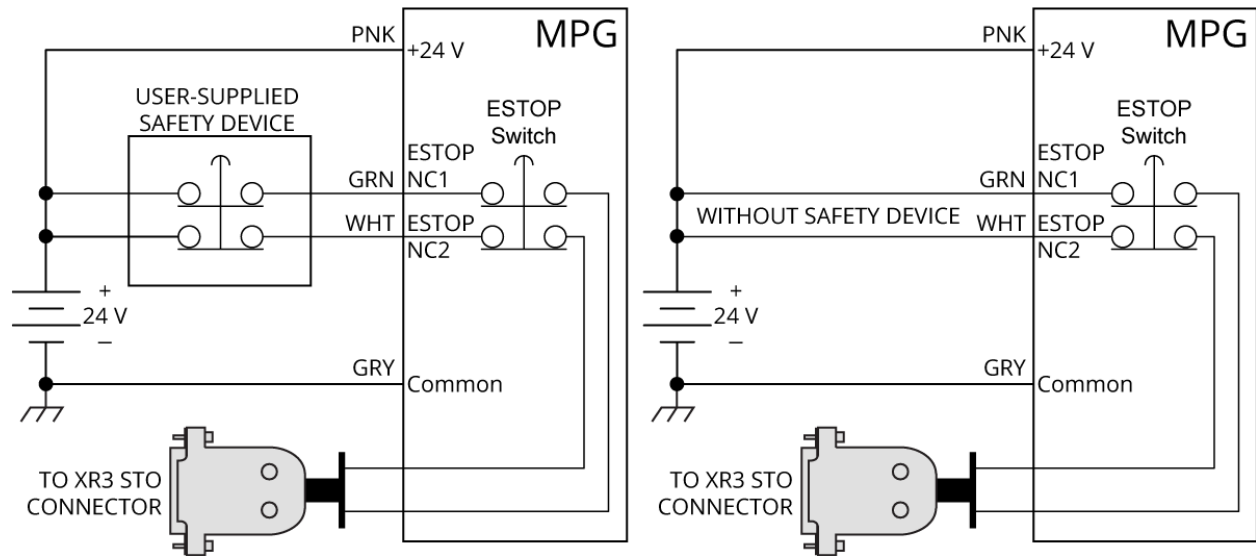 PNK
MPG
+24 V
USER-SUPPLIED
SAFETY DEVICE
ESTOP
Switch
ESTOP
GRN
NC1
WHT
ESTOP
NC2
+
24 V
–
GRY
Common
TO XR3 STO
CONNECTOR
PNK
MPG
+24 V
ESTOP
Switch
ESTOP
GRN
NC1
WITHOUT SAFETY DEVICE
WHT
ESTOP
NC2
+
24 V
–
GRY
Common
TO XR3 STO
CONNECTOR